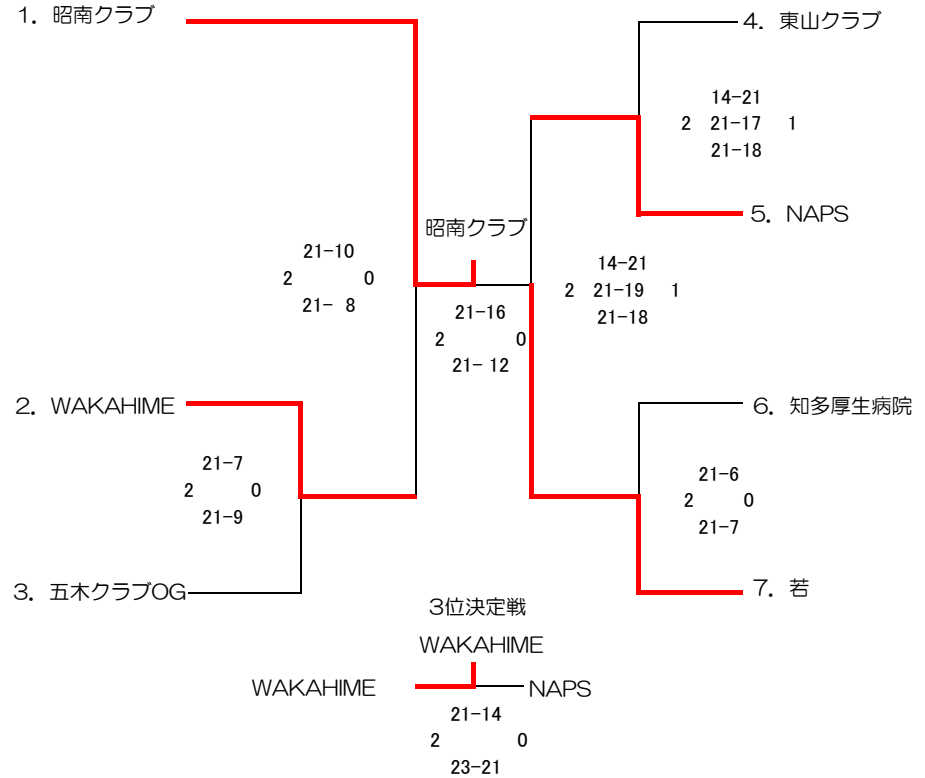 1. 昭南クラブ
4. 東山クラブ
14-21
2 21-17 1
21-18
5. NAPS
昭南クラブ
21-10
2 0
21- 8
14-21
2 21-19 1
21-18
21-16
2 0
21- 12
2. WAKAHIME
6. 知多厚生病院
21-7
2 0
21-9
21-6
2 0
21-7
3. 五木クラブOG
7. 若
3位決定戦
WAKAHIME
WAKAHIME NAPS
21-14
2 0
23-21